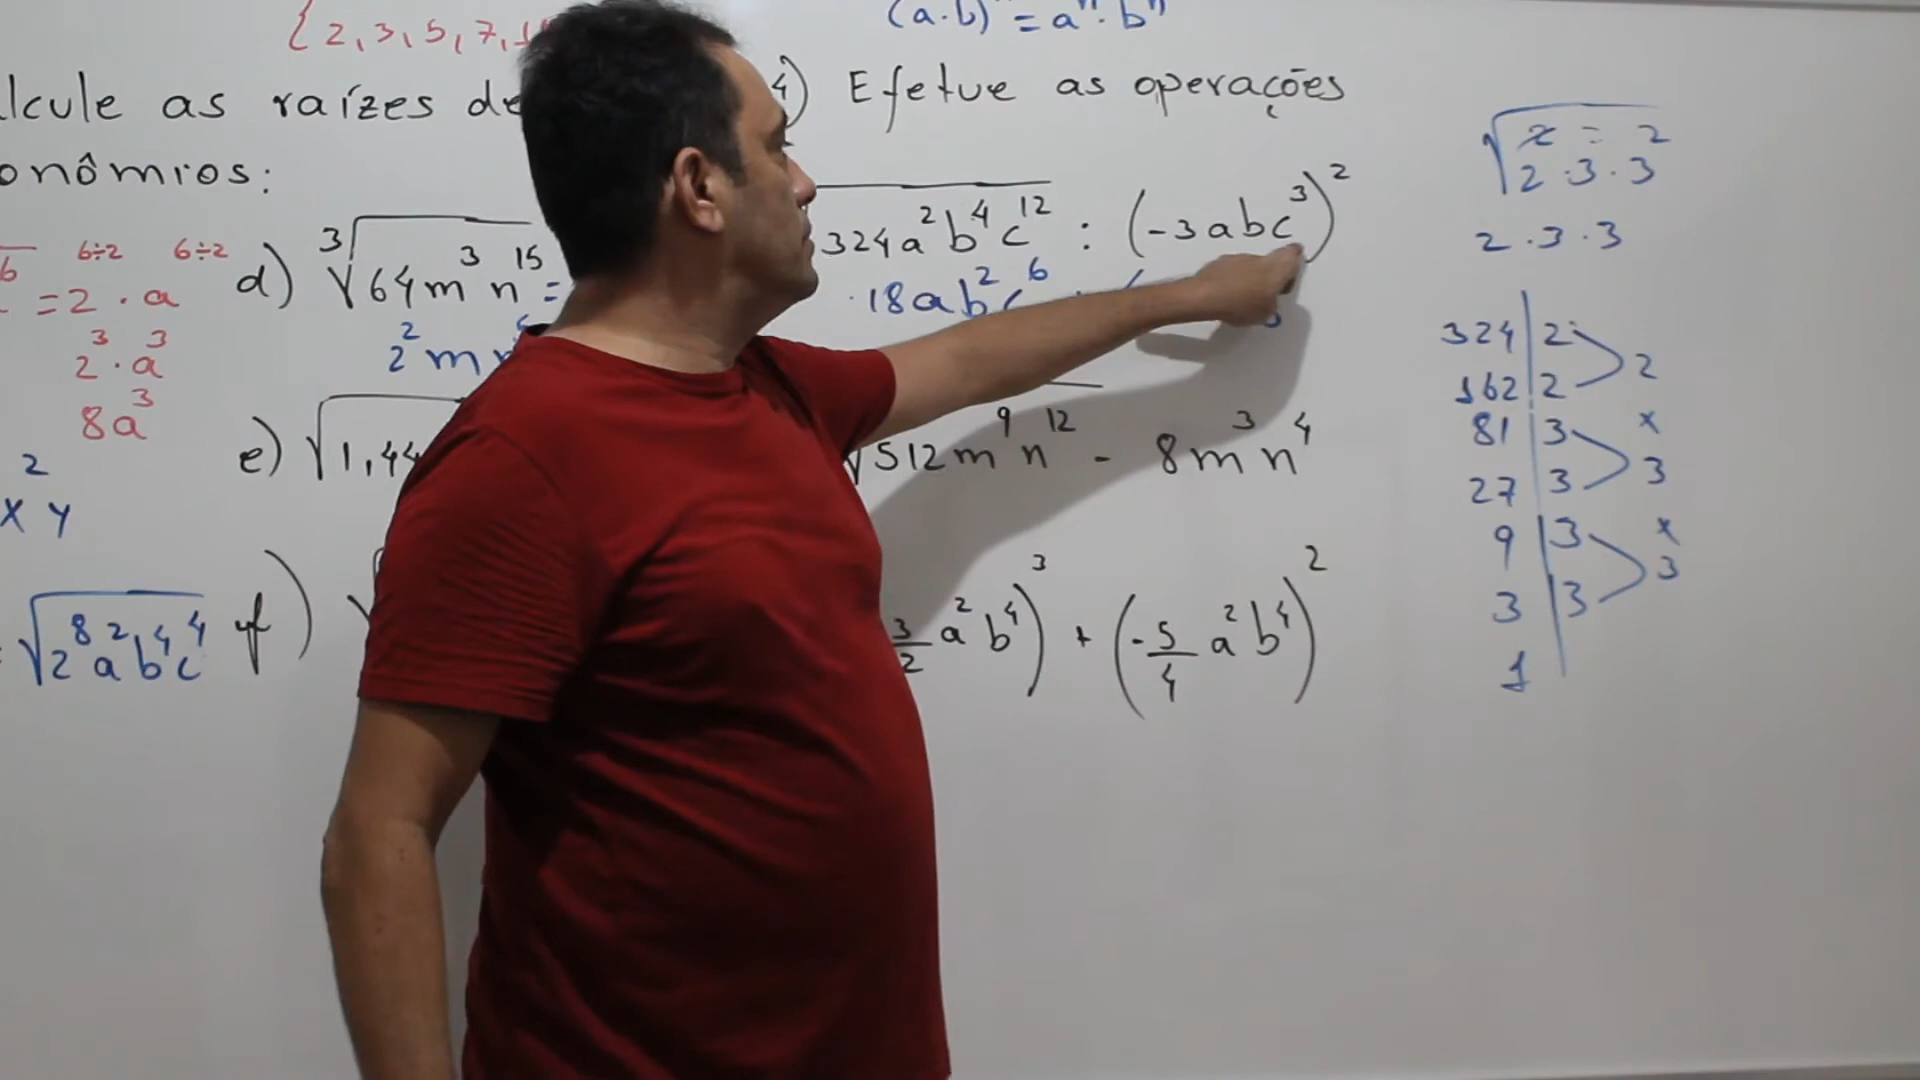 {2, 3, 5, 7, 1
(a.b)ⁿ = aⁿ. bⁿ
lcule as raízes de
onômios:
6÷2 6÷2
= 2 . a
2³ . a³
8a³
2
x y
= √2⁸a²b⁴c⁴
d) ³√64m³n¹⁵ =
2²m
e) √1,44
f) √
4) Efetue as operações
324a²b⁴c¹² : (-3abc³)²
18ab²c⁶ : (
√512m⁹n¹² - 8m³n⁴
3/2 a²b⁴)³ + (-5/4 a²b⁴)²
2 . 3 . 3
2 . 3 . 3
324 | 2
162 | 2 2
81 | 3 x
27 | 3 3
9 | 3 x
3 | 3 3
1